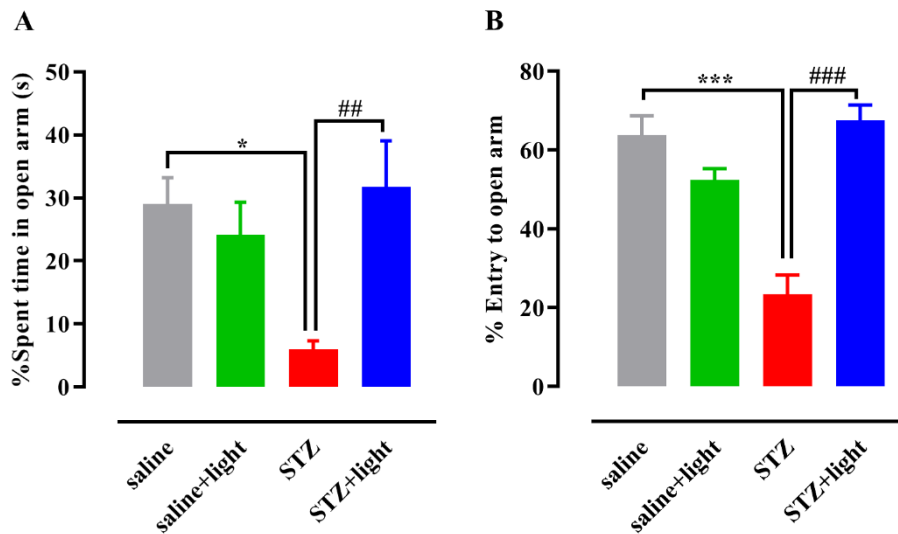 A
%Spent time in open arm (s)
50
40
30
20
10
0
*
##
saline
saline+light
STZ
STZ+light
B
% Entry to open arm
80
60
40
20
0
***
###
saline
saline+light
STZ
STZ+light